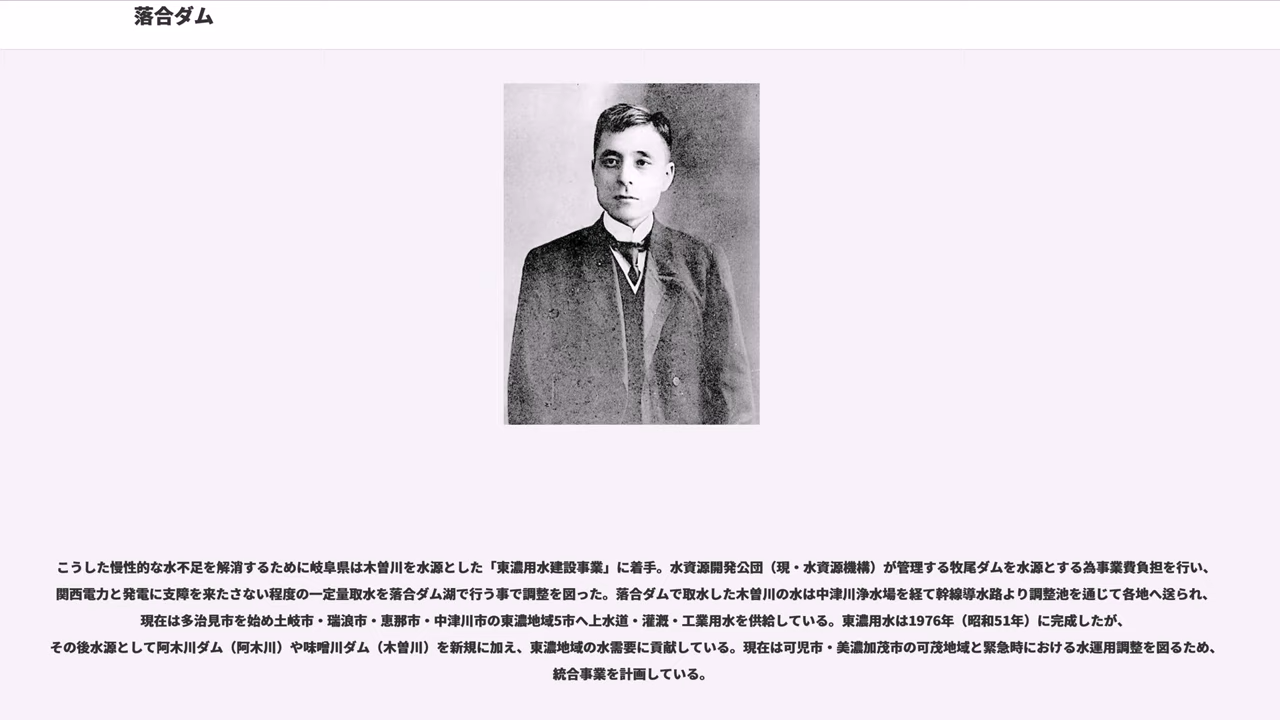 落合ダム
こうした慢性的な水不足を解消するために岐阜県は木曽川を水源とした「東濃用水建設事業」に着手。水資源開発公団（現・水資源機構）が管理する牧尾ダムを水源とする為事業費負担を行い、
関西電力と発電に支障を来たさない程度の一定量取水を落合ダム湖で行う事で調整を図った。落合ダムで取水した木曽川の水は中津川浄水場を経て幹線導水路より調整池を通じて各地へ送られ、
現在は多治見市を始め土岐市・瑞浪市・恵那市・中津川市の東濃地域5市へ上水道・灌漑・工業用水を供給している。東濃用水は1976年（昭和51年）に完成したが、
その後水源として阿木川ダム（阿木川）や味噌川ダム（木曽川）を新規に加え、東濃地域の水需要に貢献している。現在は可児市・美濃加茂市の可茂地域と緊急時における水運用調整を図るため、
統合事業を計画している。